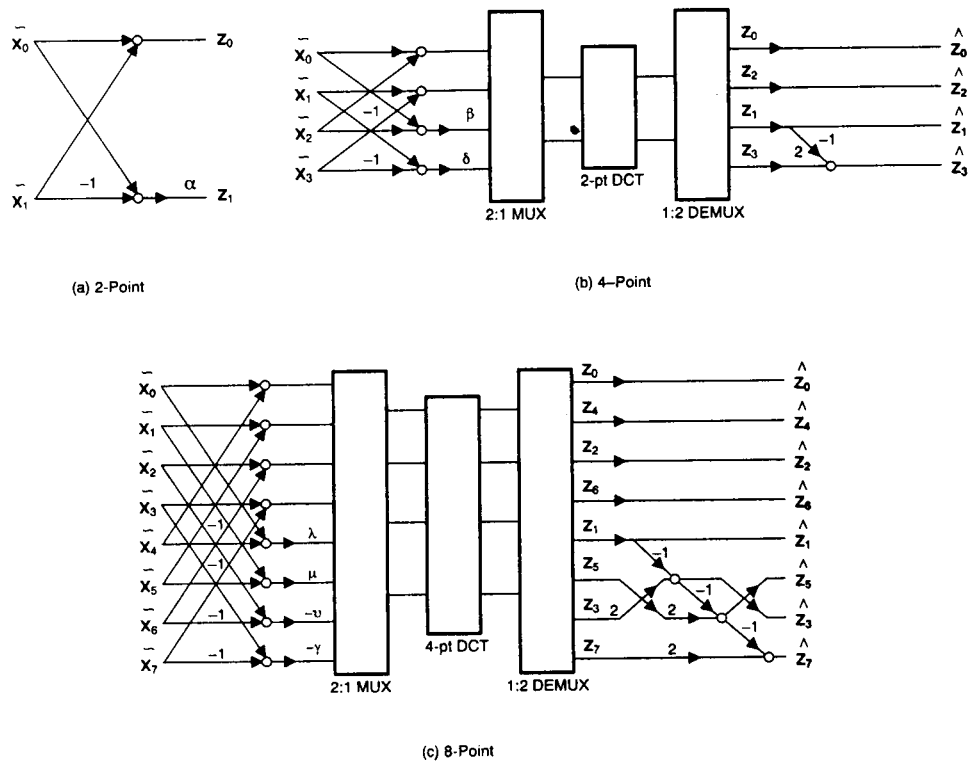 x̃0 Z0
-1 α
x̃1 Z1
(a) 2-Point
x̃0 Z0 Ẑ0
x̃1 Z2 Ẑ2
-1 β
x̃2 Z1 Ẑ1
-1 δ -1
x̃3 Z3 2 Ẑ3
2-pt DCT
2:1 MUX 1:2 DEMUX
(b) 4–Point
x̃0 Z0 Ẑ0
x̃1 Z4 Ẑ4
x̃2 Z2 Ẑ2
x̃3 Z6 Ẑ6
-1 λ
x̃4 Z1 Ẑ1
-1 μ -1
x̃5 Z5 -1 Ẑ5
-1 -υ
x̃6 Z3 2 2 Ẑ3
-1 -γ -1
x̃7 Z7 2 Ẑ7
4-pt DCT
2:1 MUX 1:2 DEMUX
(c) 8-Point